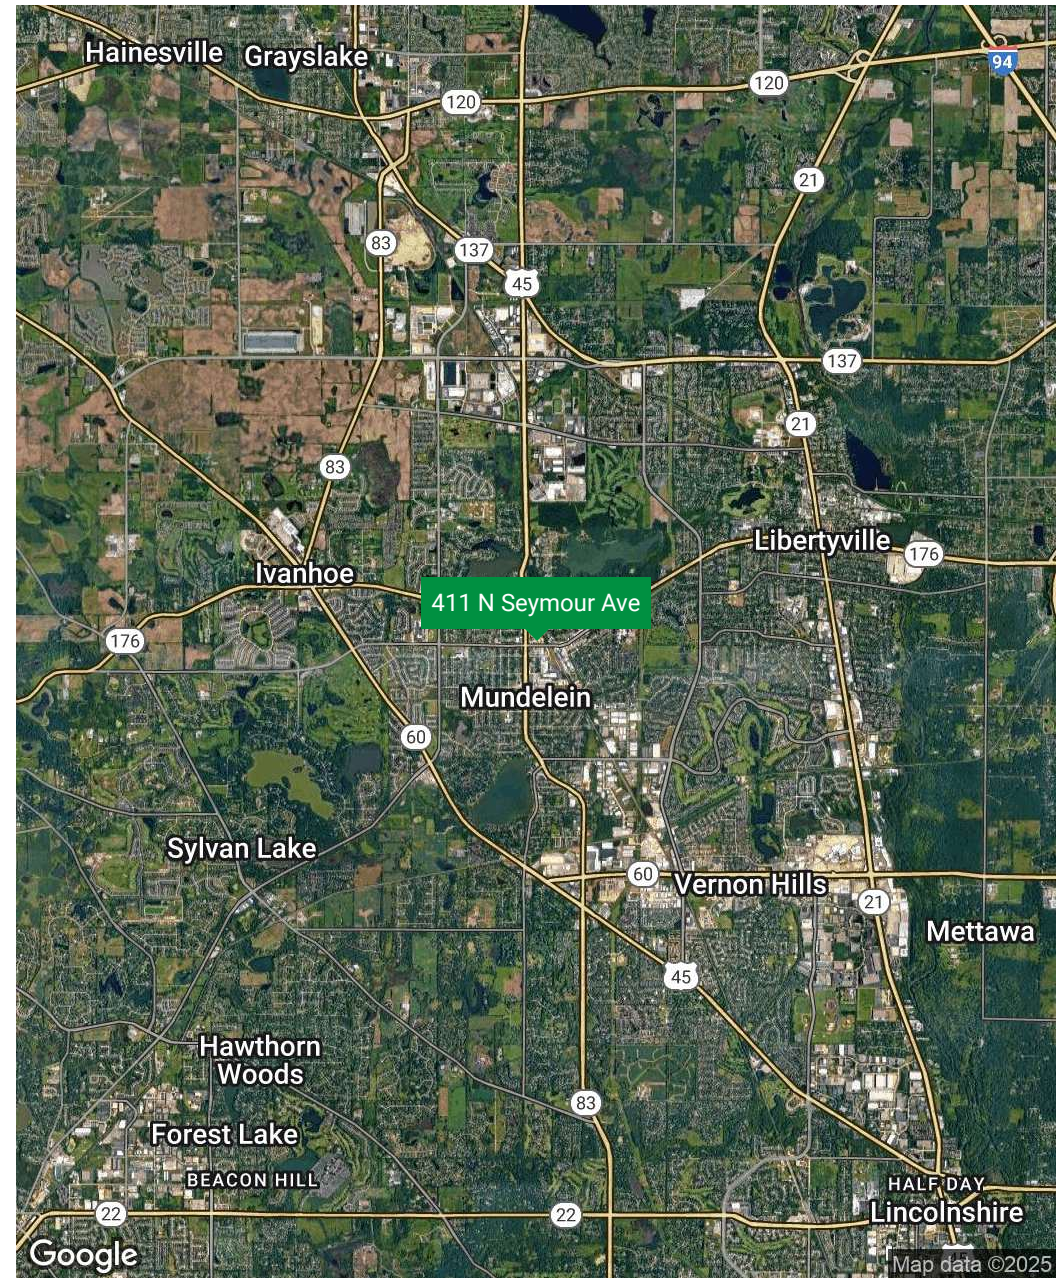 Hainesville
Grayslake
94
120
120
21
83
137
45
137
21
83
Libertyville
176
Ivanhoe
411 N Seymour Ave
176
Mundelein
60
Sylvan Lake
60
Vernon Hills
21
Mettawa
45
Hawthorn
Woods
83
Forest Lake
BEACON HILL
HALF DAY
22
22
Lincolnshire
Google
45
Map data ©2025